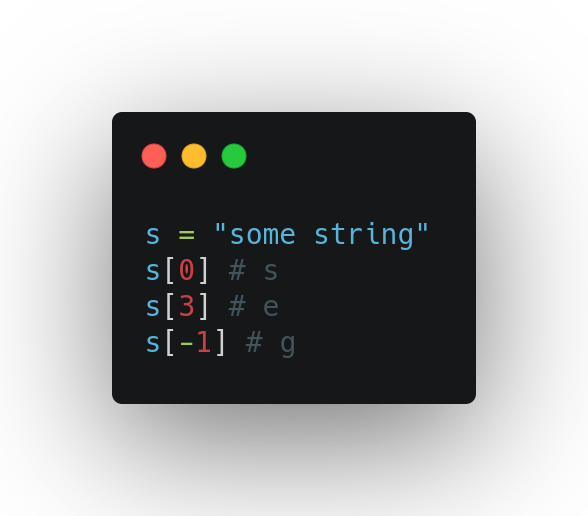 s = "some string"
s[0] # s
s[3] # e
s[-1] # g